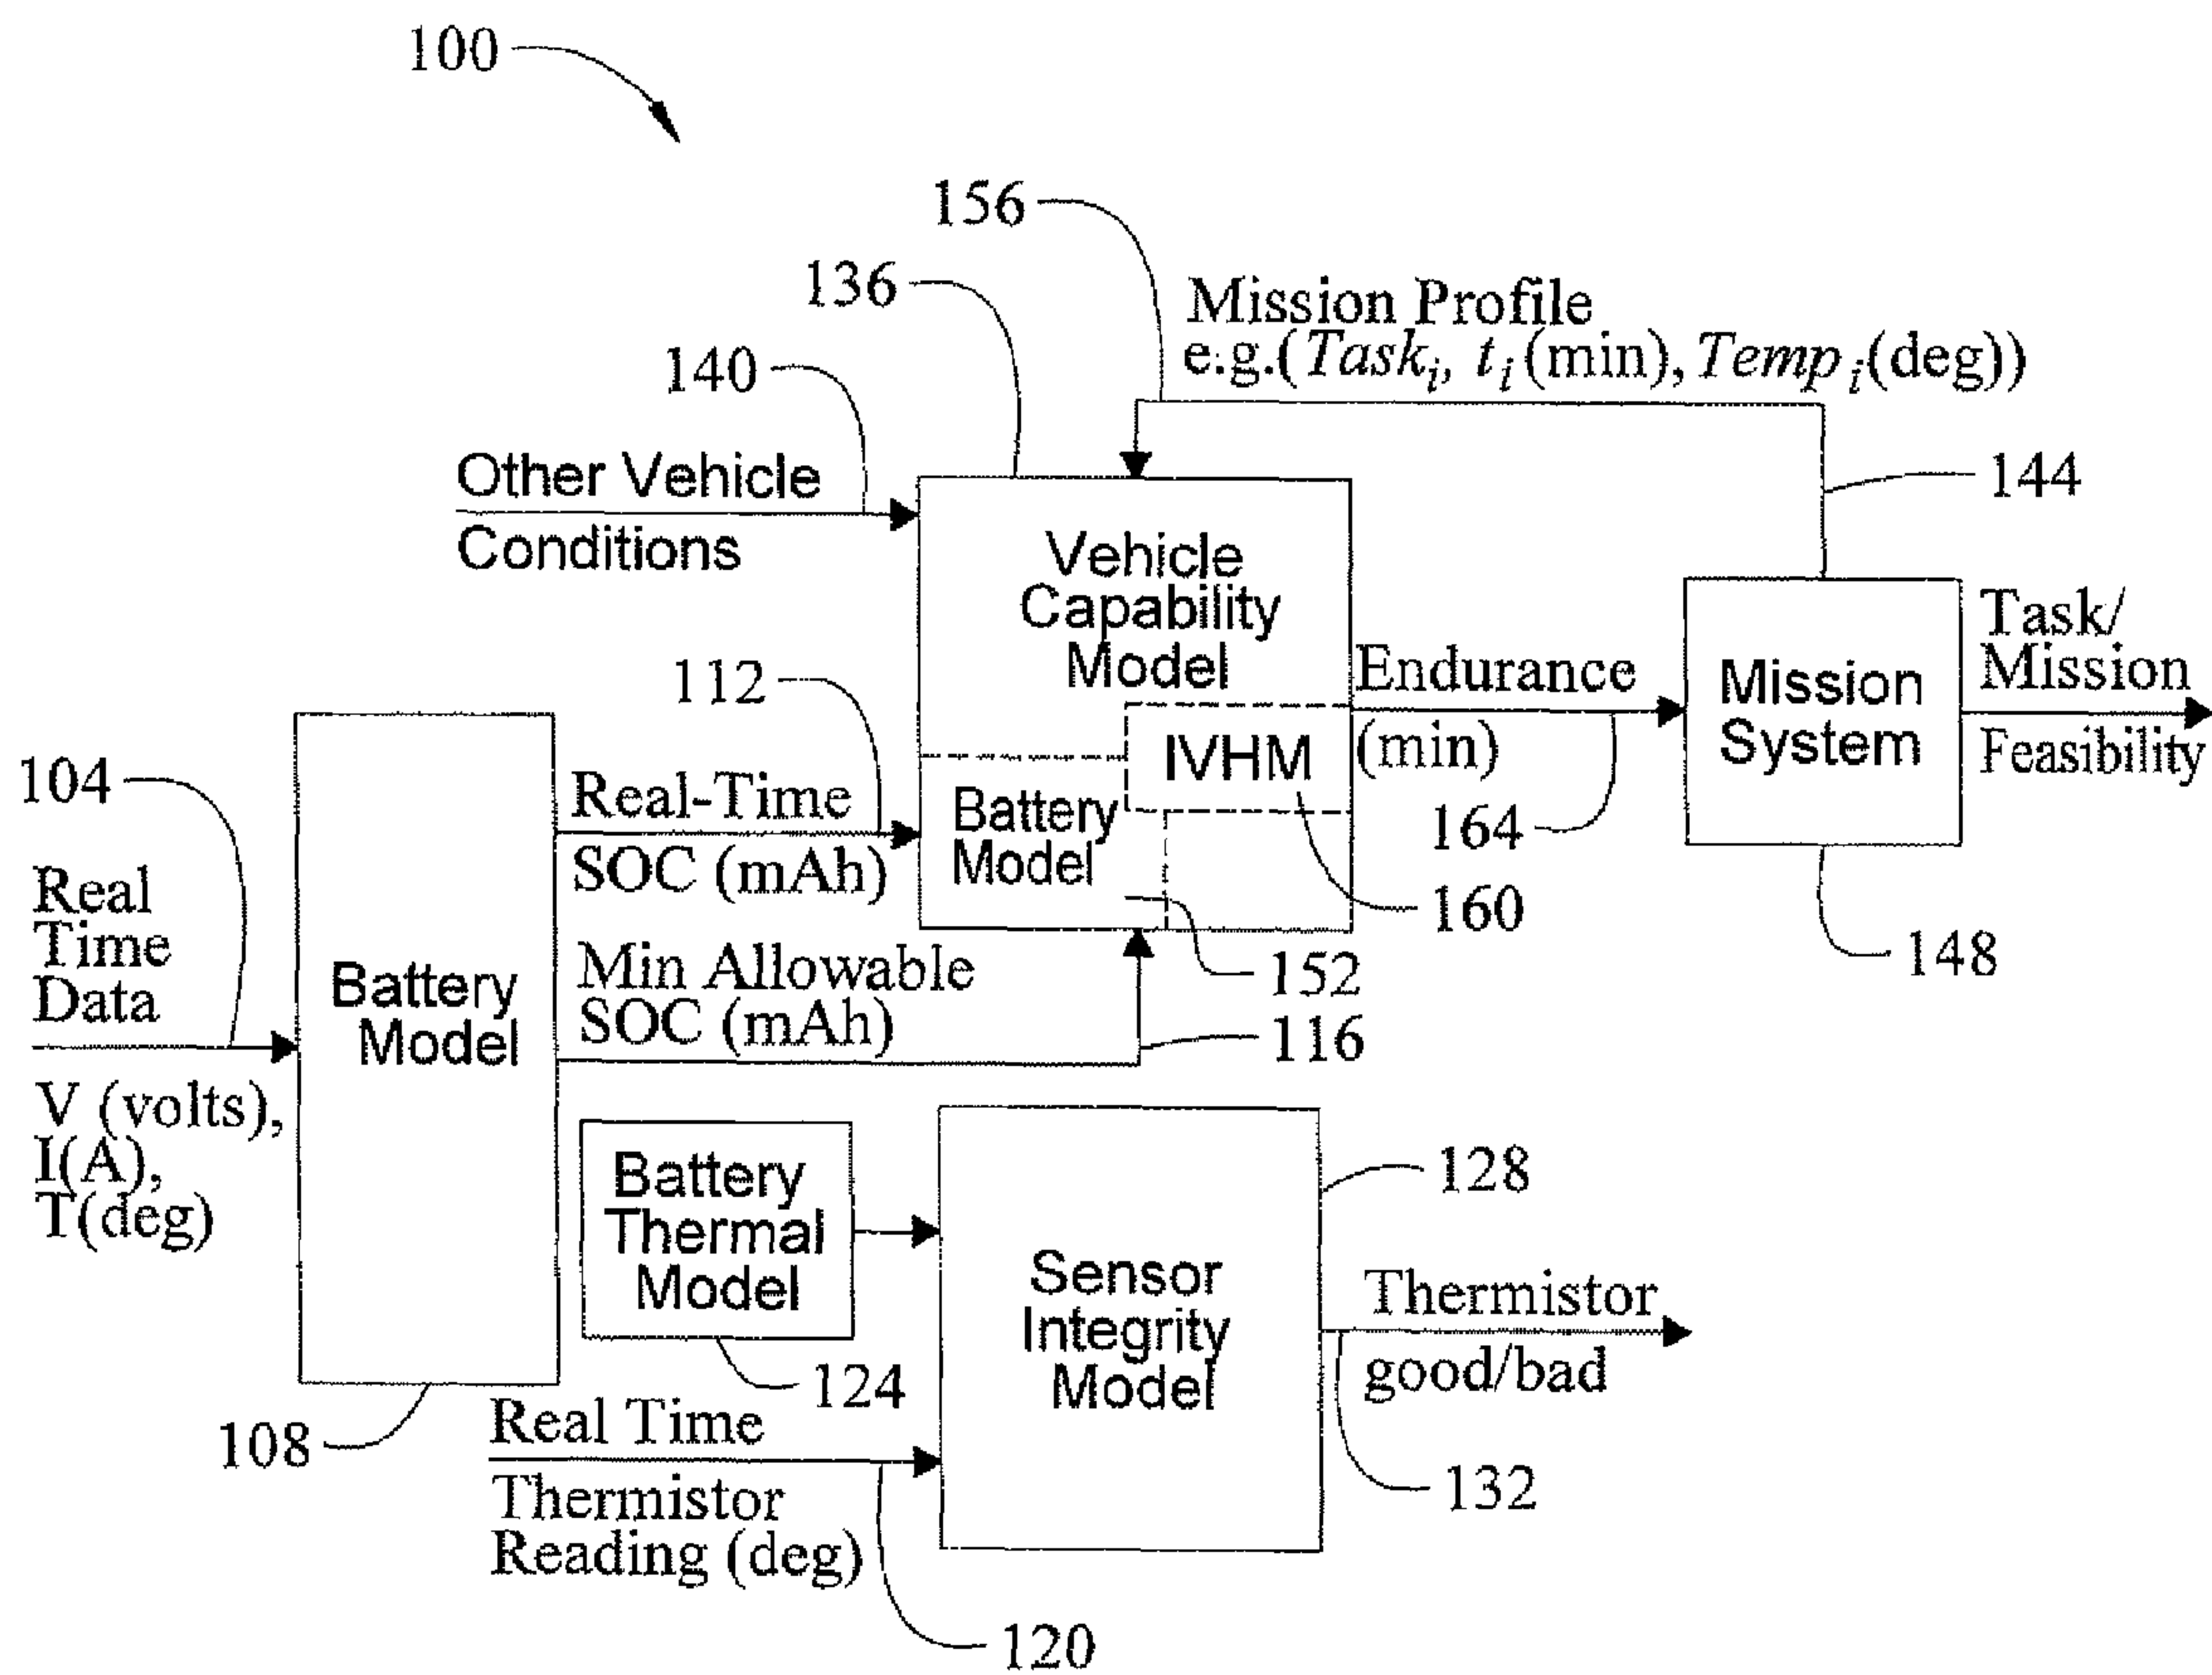 100
156
136
Mission Profile
e.g.(Task_i, t_i (min), Temp_i (deg))
140
Other Vehicle
Conditions
144
Vehicle
Capability
Model
Task/
Mission
Feasibility
112
Endurance
(min)
Mission
System
IVHM
104
Real-Time
SOC (mAh)
Battery
Model
164
160
Real
Time
Data
148
Battery
Model
Min Allowable
SOC (mAh)
152
116
V (volts),
I(A),
T(deg)
Battery
Thermal
Model
128
Sensor
Integrity
Model
Thermistor
good/bad
124
108
Real Time
Thermistor
Reading (deg)
132
120